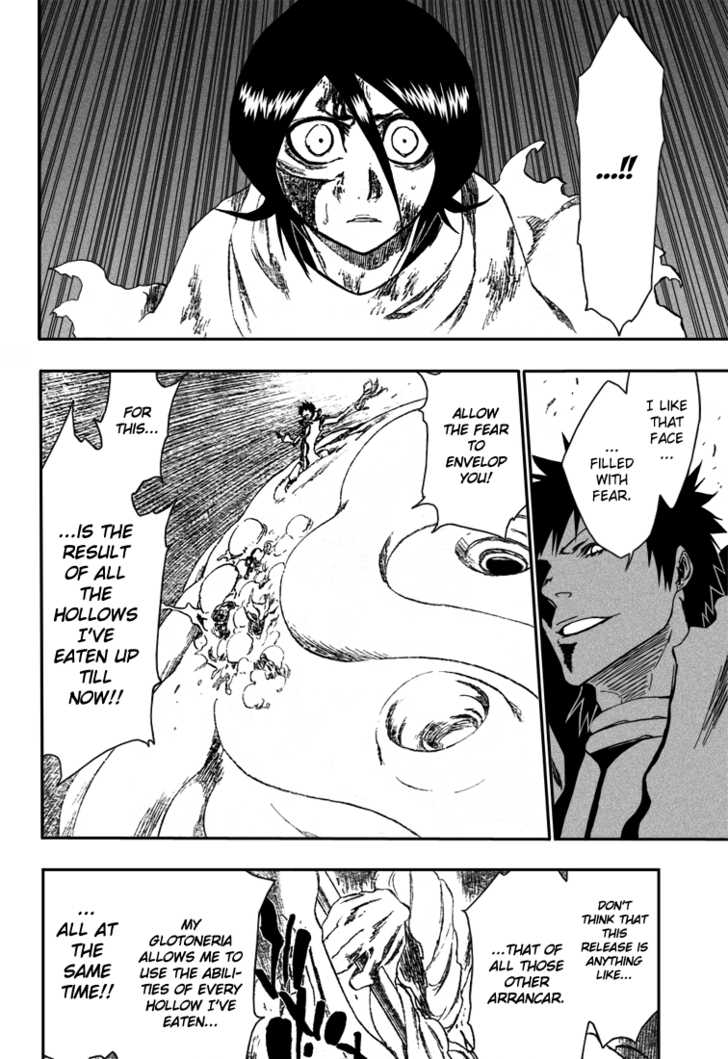 ...!!
I LIKE
THAT
FACE
...
...
FILLED
WITH
FEAR.
ALLOW
THE FEAR
TO
ENVELOP
YOU!
FOR
THIS...
...IS THE
RESULT
OF ALL
THE
HOLLOWS
I'VE
EATEN UP
TILL
NOW!!
DON'T
THINK THAT
THIS
RELEASE IS
ANYTHING
LIKE...
...THAT OF
ALL THOSE
OTHER
ARRANCAR.
MY
GLOTONERIA
ALLOWS ME TO
USE THE ABILI-
TIES OF EVERY
HOLLOW I'VE
EATEN...
...
ALL AT
THE
SAME
TIME!!